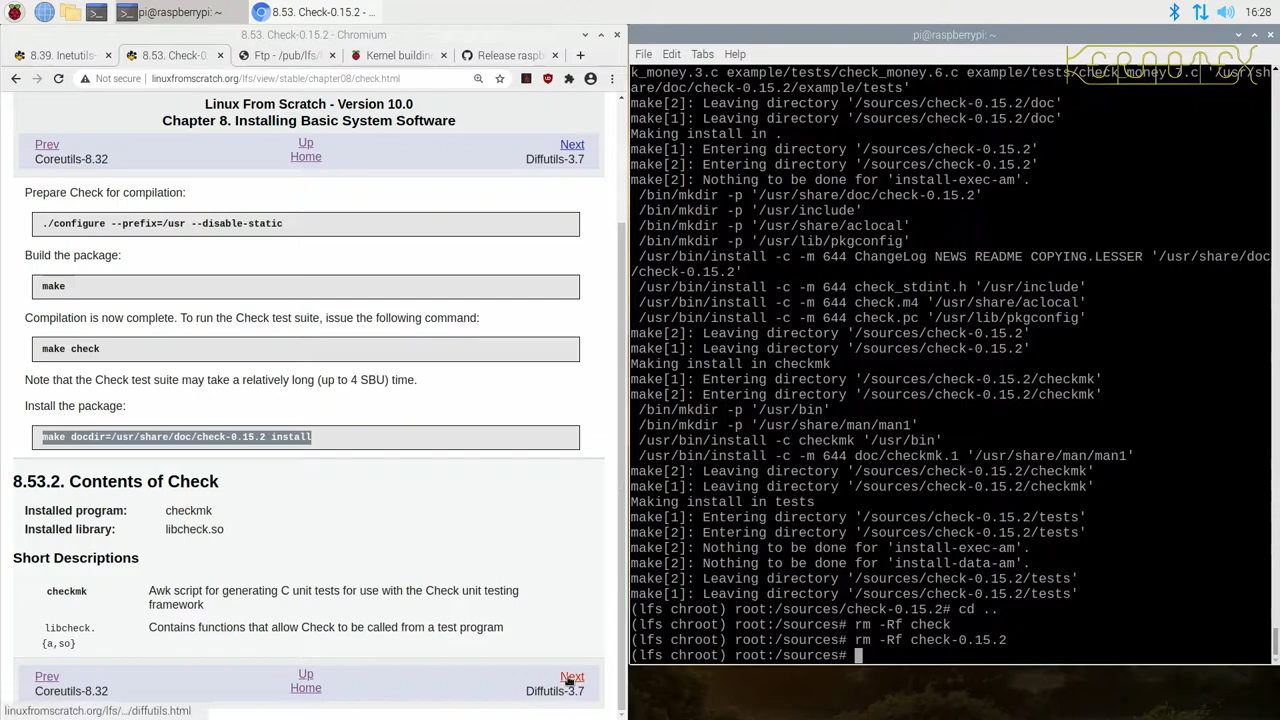 pi@raspberrypi: ~
8.53. Check-0.15.2 - ...
16:28
8.53. Check-0.15.2 - Chromium
8.39. Inetutils-
8.53. Check-0.
Ftp - /pub/lfs/l
Kernel building
Release raspb
Not secure | linuxfromscratch.org/lfs/view/stable/chapter08/check.html
Linux From Scratch - Version 10.0
Chapter 8. Installing Basic System Software
Prev
Up
Next
Coreutils-8.32
Home
Diffutils-3.7
Prepare Check for compilation:
./configure --prefix=/usr --disable-static
Build the package:
make
Compilation is now complete. To run the Check test suite, issue the following command:
make check
Note that the Check test suite may take a relatively long (up to 4 SBU) time.
Install the package:
make docdir=/usr/share/doc/check-0.15.2 install
8.53.2. Contents of Check
Installed program: checkmk
Installed library: libcheck.so
Short Descriptions
checkmk Awk script for generating C unit tests for use with the Check unit testing
framework
libcheck. Contains functions that allow Check to be called from a test program
{a,so}
Prev
Up
Next
Coreutils-8.32
Home
Diffutils-3.7
linuxfromscratch.org/lfs/.../diffutils.html
pi@raspberrypi: ~
File Edit Tabs Help
k_money.3.c example/tests/check_money.6.c example/tests/check_money.7.c '/usr/sh
are/doc/check-0.15.2/example/tests'
make[2]: Leaving directory '/sources/check-0.15.2/doc'
make[1]: Leaving directory '/sources/check-0.15.2/doc'
Making install in .
make[1]: Entering directory '/sources/check-0.15.2'
make[2]: Entering directory '/sources/check-0.15.2'
make[2]: Nothing to be done for 'install-exec-am'.
/bin/mkdir -p '/usr/share/doc/check-0.15.2'
/bin/mkdir -p '/usr/include'
/bin/mkdir -p '/usr/share/aclocal'
/bin/mkdir -p '/usr/lib/pkgconfig'
/usr/bin/install -c -m 644 ChangeLog NEWS README COPYING.LESSER '/usr/share/doc
/check-0.15.2'
/usr/bin/install -c -m 644 check_stdint.h '/usr/include'
/usr/bin/install -c -m 644 check.m4 '/usr/share/aclocal'
/usr/bin/install -c -m 644 check.pc '/usr/lib/pkgconfig'
make[2]: Leaving directory '/sources/check-0.15.2'
make[1]: Leaving directory '/sources/check-0.15.2'
Making install in checkmk
make[1]: Entering directory '/sources/check-0.15.2/checkmk'
make[2]: Entering directory '/sources/check-0.15.2/checkmk'
/bin/mkdir -p '/usr/bin'
/bin/mkdir -p '/usr/share/man/man1'
/usr/bin/install -c checkmk '/usr/bin'
/usr/bin/install -c -m 644 doc/checkmk.1 '/usr/share/man/man1'
make[2]: Leaving directory '/sources/check-0.15.2/checkmk'
make[1]: Leaving directory '/sources/check-0.15.2/checkmk'
Making install in tests
make[1]: Entering directory '/sources/check-0.15.2/tests'
make[2]: Entering directory '/sources/check-0.15.2/tests'
make[2]: Nothing to be done for 'install-exec-am'.
make[2]: Nothing to be done for 'install-data-am'.
make[2]: Leaving directory '/sources/check-0.15.2/tests'
make[1]: Leaving directory '/sources/check-0.15.2/tests'
(lfs chroot) root:/sources/check-0.15.2# cd ..
(lfs chroot) root:/sources# rm -Rf check
(lfs chroot) root:/sources# rm -Rf check-0.15.2
(lfs chroot) root:/sources#